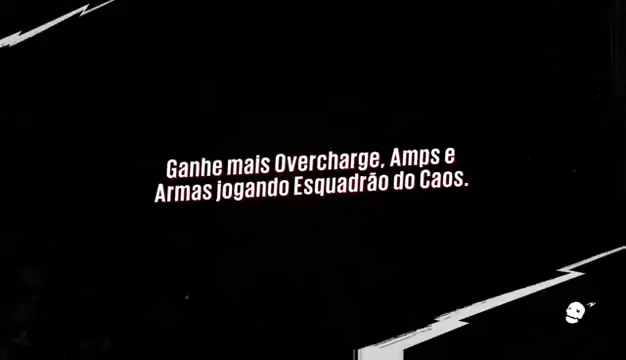 Ganhe mais Overcharge, Amps e
Armas jogando Esquadrão do Caos.